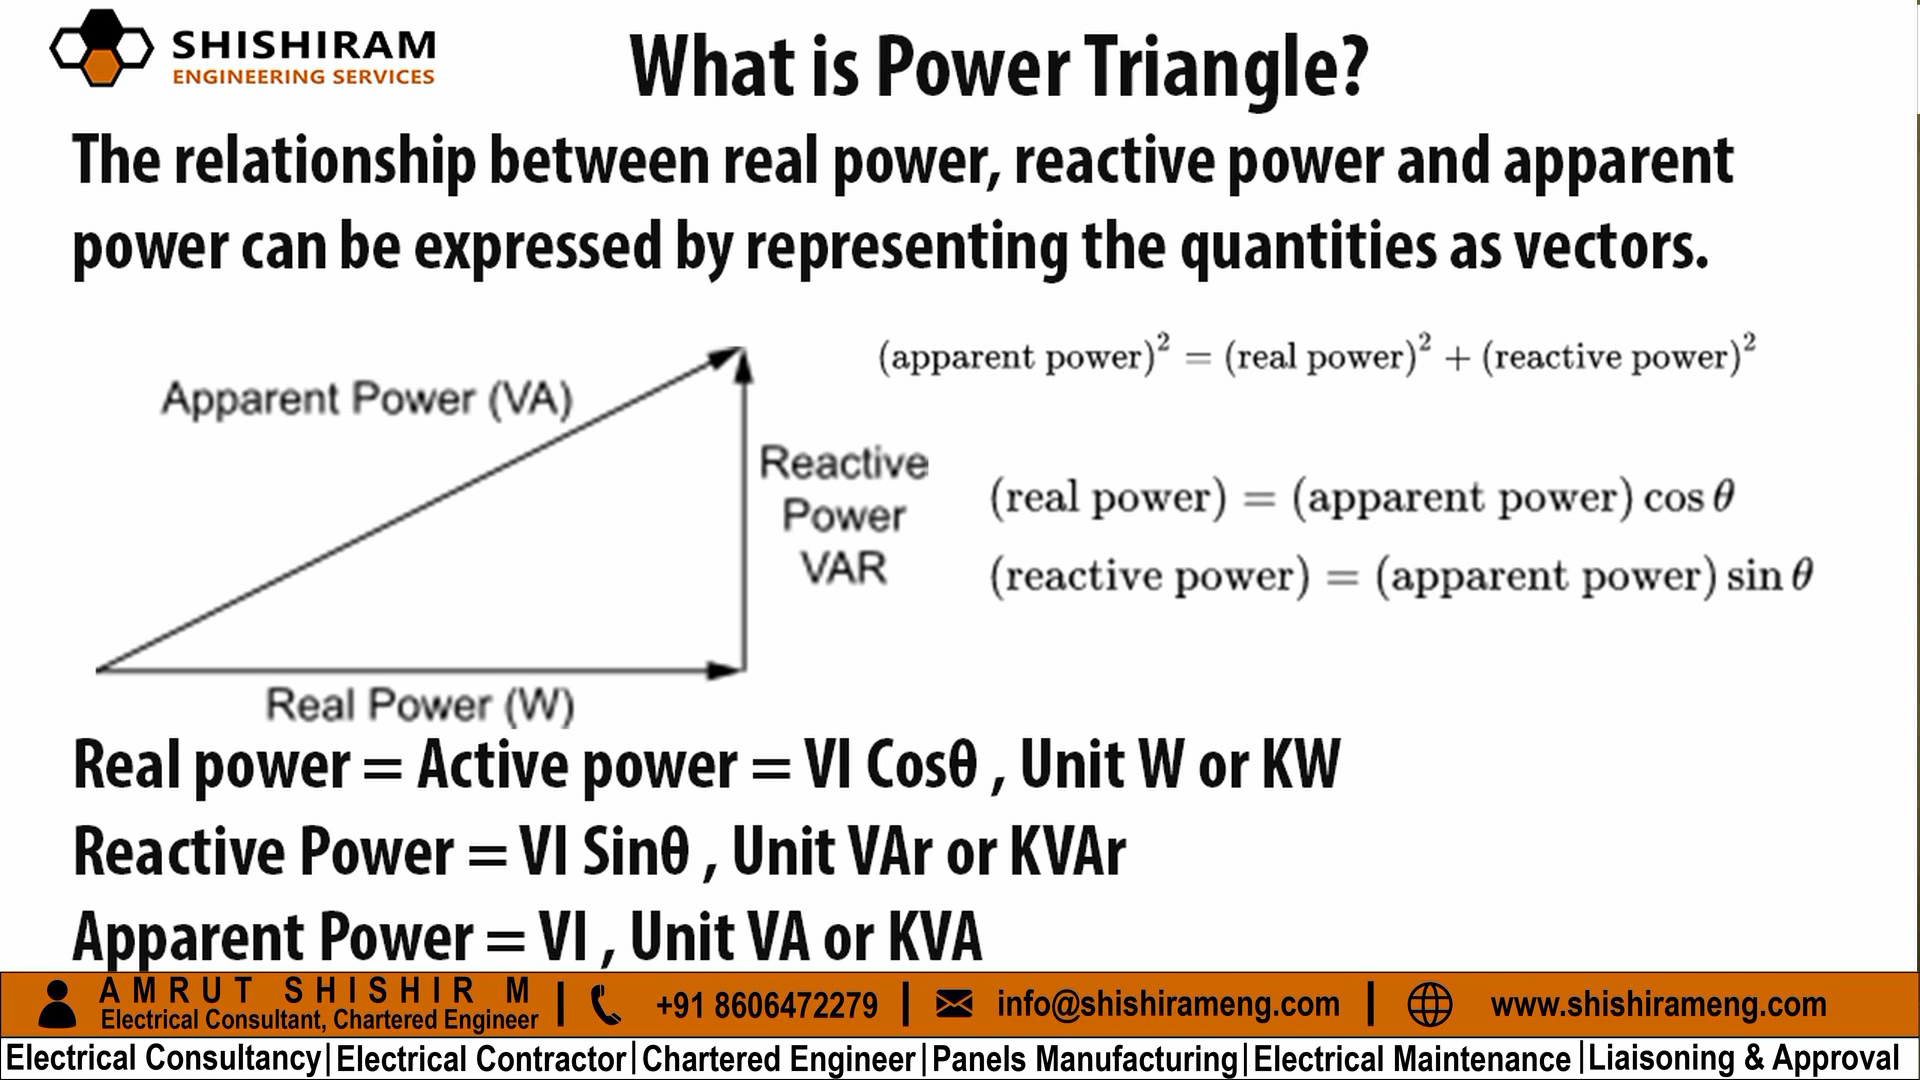 SHISHIRAM
ENGINEERING SERVICES
What is Power Triangle?
The relationship between real power, reactive power and apparent
power can be expressed by representing the quantities as vectors.
Apparent Power (VA)
Reactive
Power
VAR
Real Power (W)
(apparent power)² = (real power)² + (reactive power)²
(real power) = (apparent power) cos θ
(reactive power) = (apparent power) sin θ
Real power = Active power = VI Cosθ , Unit W or KW
Reactive Power = VI Sinθ , Unit VAr or KVAr
Apparent Power = VI , Unit VA or KVA
AMRUT SHISHIR M
Electrical Consultant, Chartered Engineer
+91 8606472279
info@shishirameng.com
www.shishirameng.com
Electrical Consultancy|Electrical Contractor|Chartered Engineer|Panels Manufacturing|Electrical Maintenance |Liaisoning & Approval